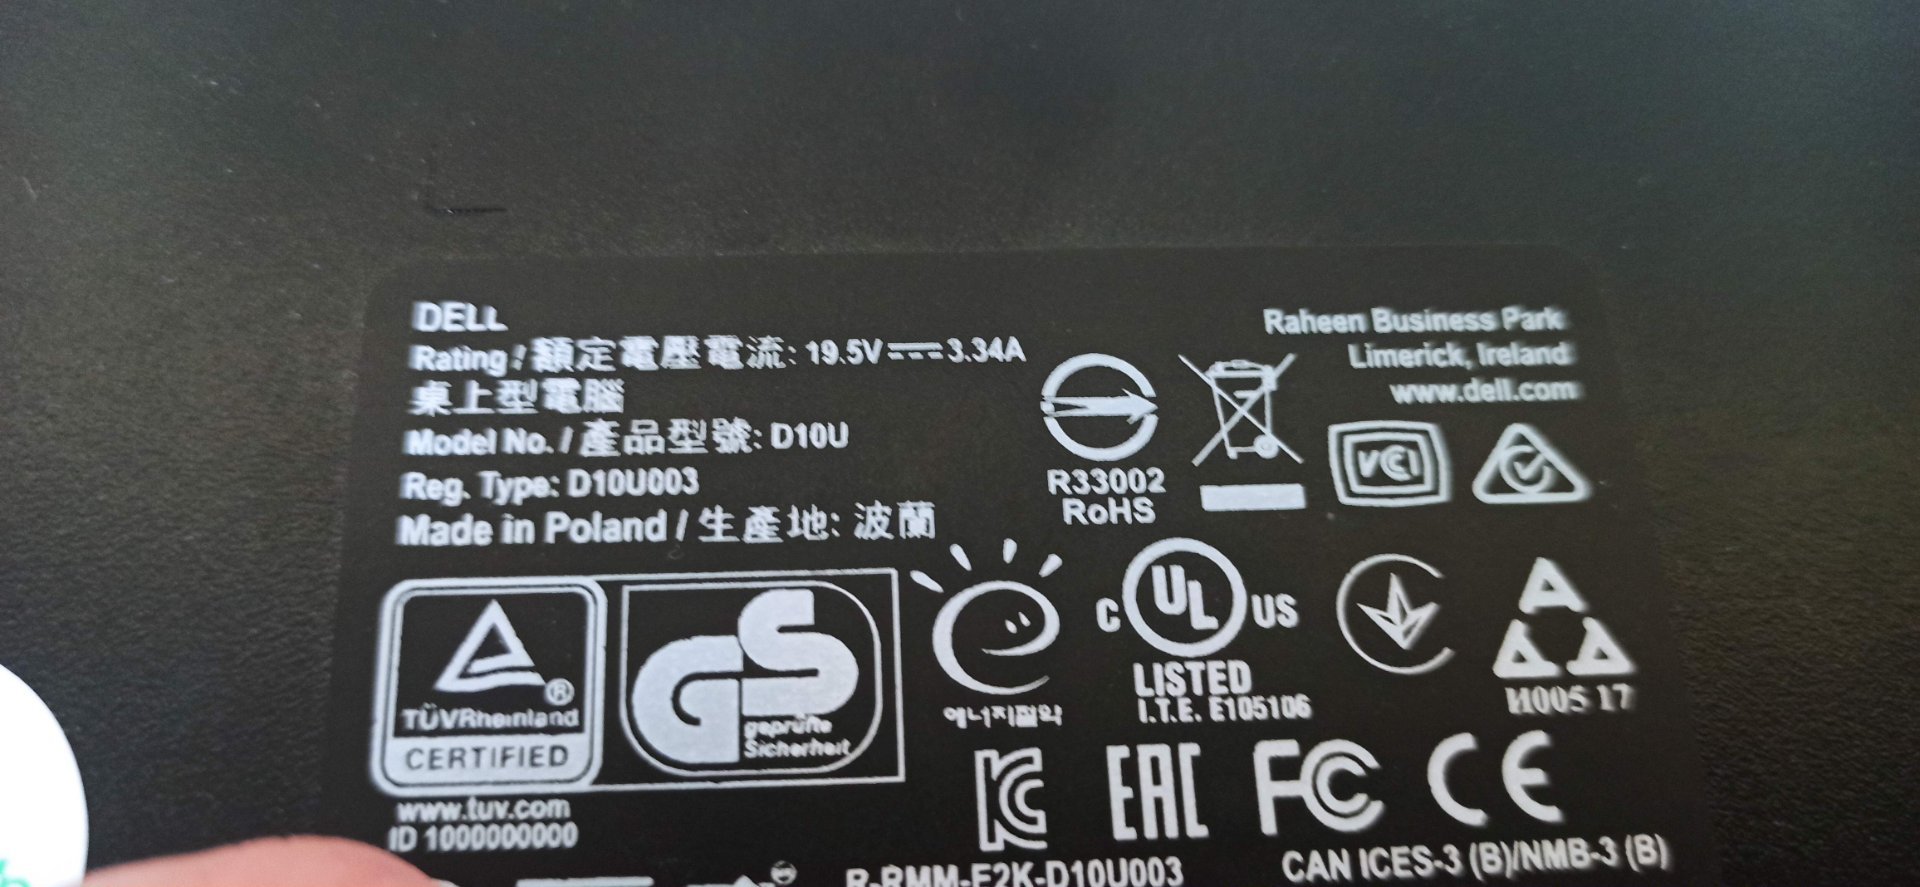 DELL
Rating / 額定電壓電流: 19.5V⎓3.34A
桌上型電腦
Model No. / 產品型號: D10U
Reg. Type: D10U003
Made in Poland / 生產地: 波蘭
Raheen Business Park
Limerick, Ireland
www.dell.com
R33002
RoHS
VCI
TÜVRheinland
CERTIFIED
®
GS
geprüfte
Sicherheit
www.tuv.com
ID 1000000000
e
에너지절약
C UL US
LISTED
I.T.E. E105106
И005 17
KC
EAC
FC
CE
R-RMM-E2K-D10U003
CAN ICES-3 (B)/NMB-3 (B)